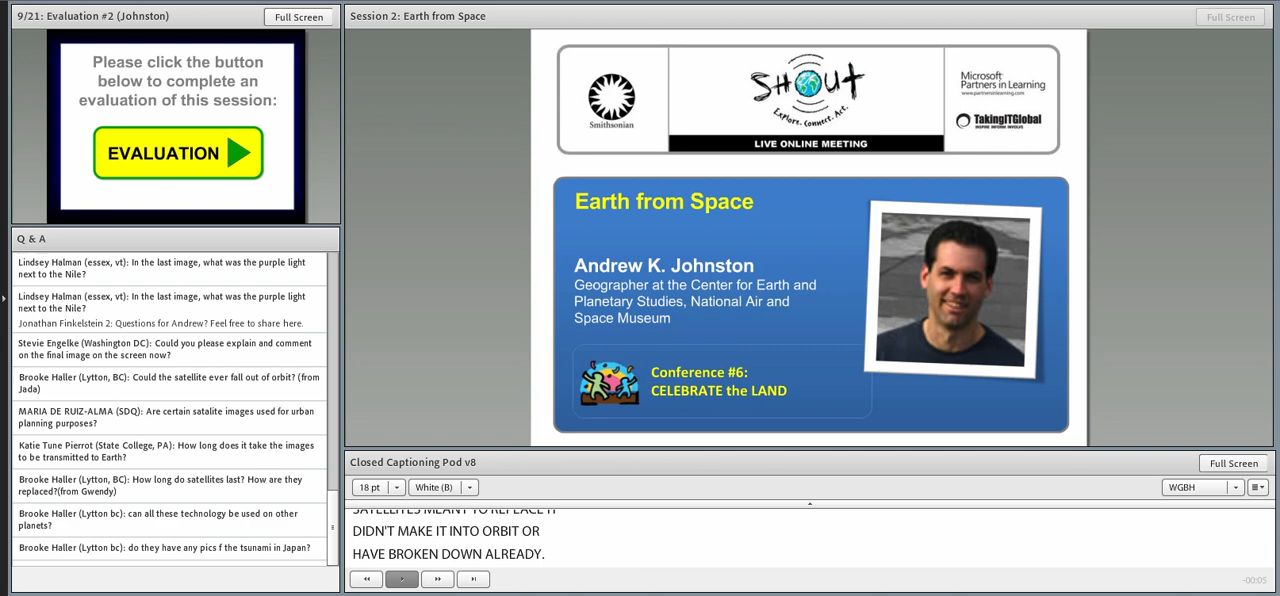 9/21: Evaluation #2 (Johnston)
Full Screen
Please click the button
below to complete an
evaluation of this session:
EVALUATION
Q & A
Lindsey Halman (essex, vt): In the last image, what was the purple light
next to the Nile?
Lindsey Halman (essex, vt): In the last image, what was the purple light
next to the Nile?
Jonathan Finkelstein 2: Questions for Andrew? Feel free to share here.
Stevie Engelke (Washington DC): Could you please explain and comment
on the final image on the screen now?
Brooke Haller (Lytton, BC): Could the satellite ever fall out of orbit? (from
Jada)
MARIA DE RUIZ-ALMA (SDQ): Are certain satalite images used for urban
planning purposes?
Katie Tune Pierrot (State College, PA): How long does it take the images
to be transmitted to Earth?
Brooke Haller (Lytton, BC): How long do satellites last? How are they
replaced?(from Gwendy)
Brooke Haller (Lytton bc): can all these technology be used on other
planets?
Brooke Haller (Lytton bc): do they have any pics f the tsunami in Japan?
Session 2: Earth from Space
Full Screen
Smithsonian
SHOUt
Explore. Connect. Act.
LIVE ONLINE MEETING
Microsoft
Partners in Learning
www.partnersinlearning.com
TakingITGlobal
INSPIRE INFORM INVOLVE
Earth from Space
Andrew K. Johnston
Geographer at the Center for Earth and
Planetary Studies, National Air and
Space Museum
Conference #6:
CELEBRATE the LAND
Closed Captioning Pod v8
Full Screen
18 pt
White (B)
WGBH
SATELLITES MEANT TO REPLACE IT
DIDN'T MAKE IT INTO ORBIT OR
HAVE BROKEN DOWN ALREADY.
-00:05